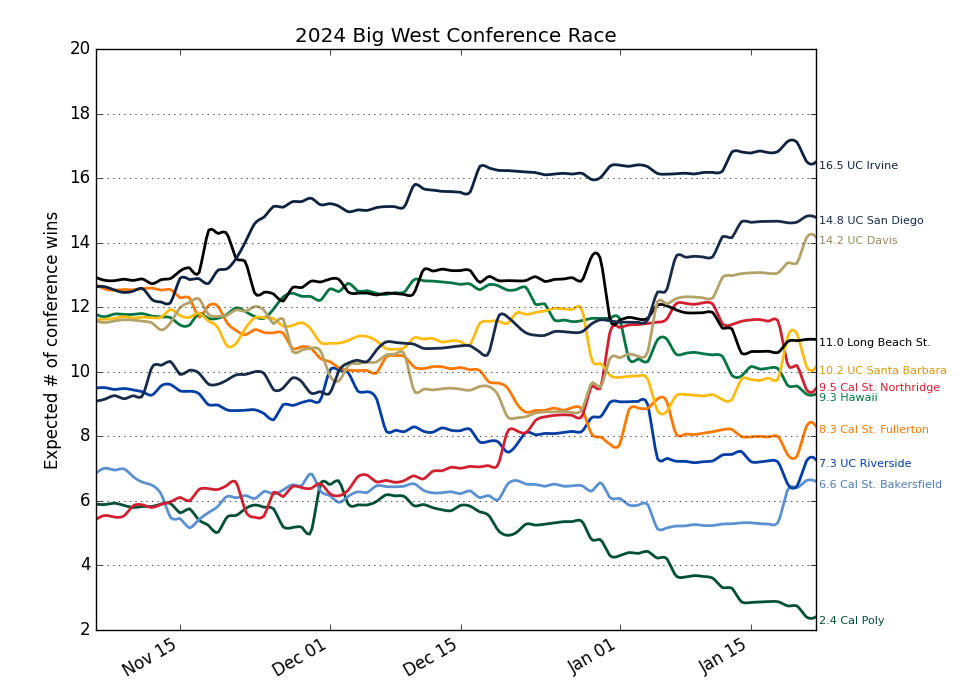 2024 Big West Conference Race
Expected # of conference wins
20
18
16
14
12
10
8
6
4
2
Nov 15
Dec 01
Dec 15
Jan 01
Jan 15
16.5 UC Irvine
14.8 UC San Diego
14.2 UC Davis
11.0 Long Beach St.
10.2 UC Santa Barbara
9.5 Cal St. Northridge
9.3 Hawaii
8.3 Cal St. Fullerton
7.3 UC Riverside
6.6 Cal St. Bakersfield
2.4 Cal Poly